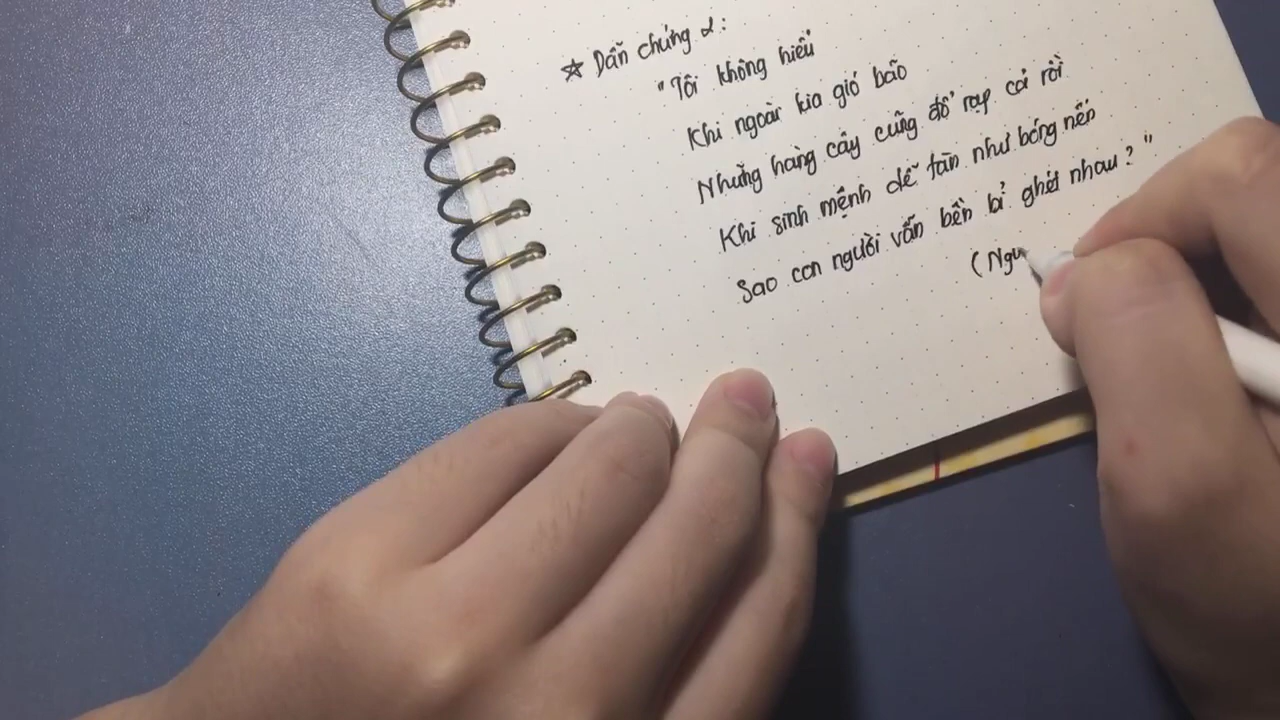 ☆ Dẫn chứng 2:
"Tôi không hiểu
Khi ngoài kia gió bão
Những hàng cây cũng đổ rạp cả rồi
Khi sinh mệnh dễ tàn như bóng nến
Sao con người vẫn bền bỉ ghét nhau?"
(Ngu